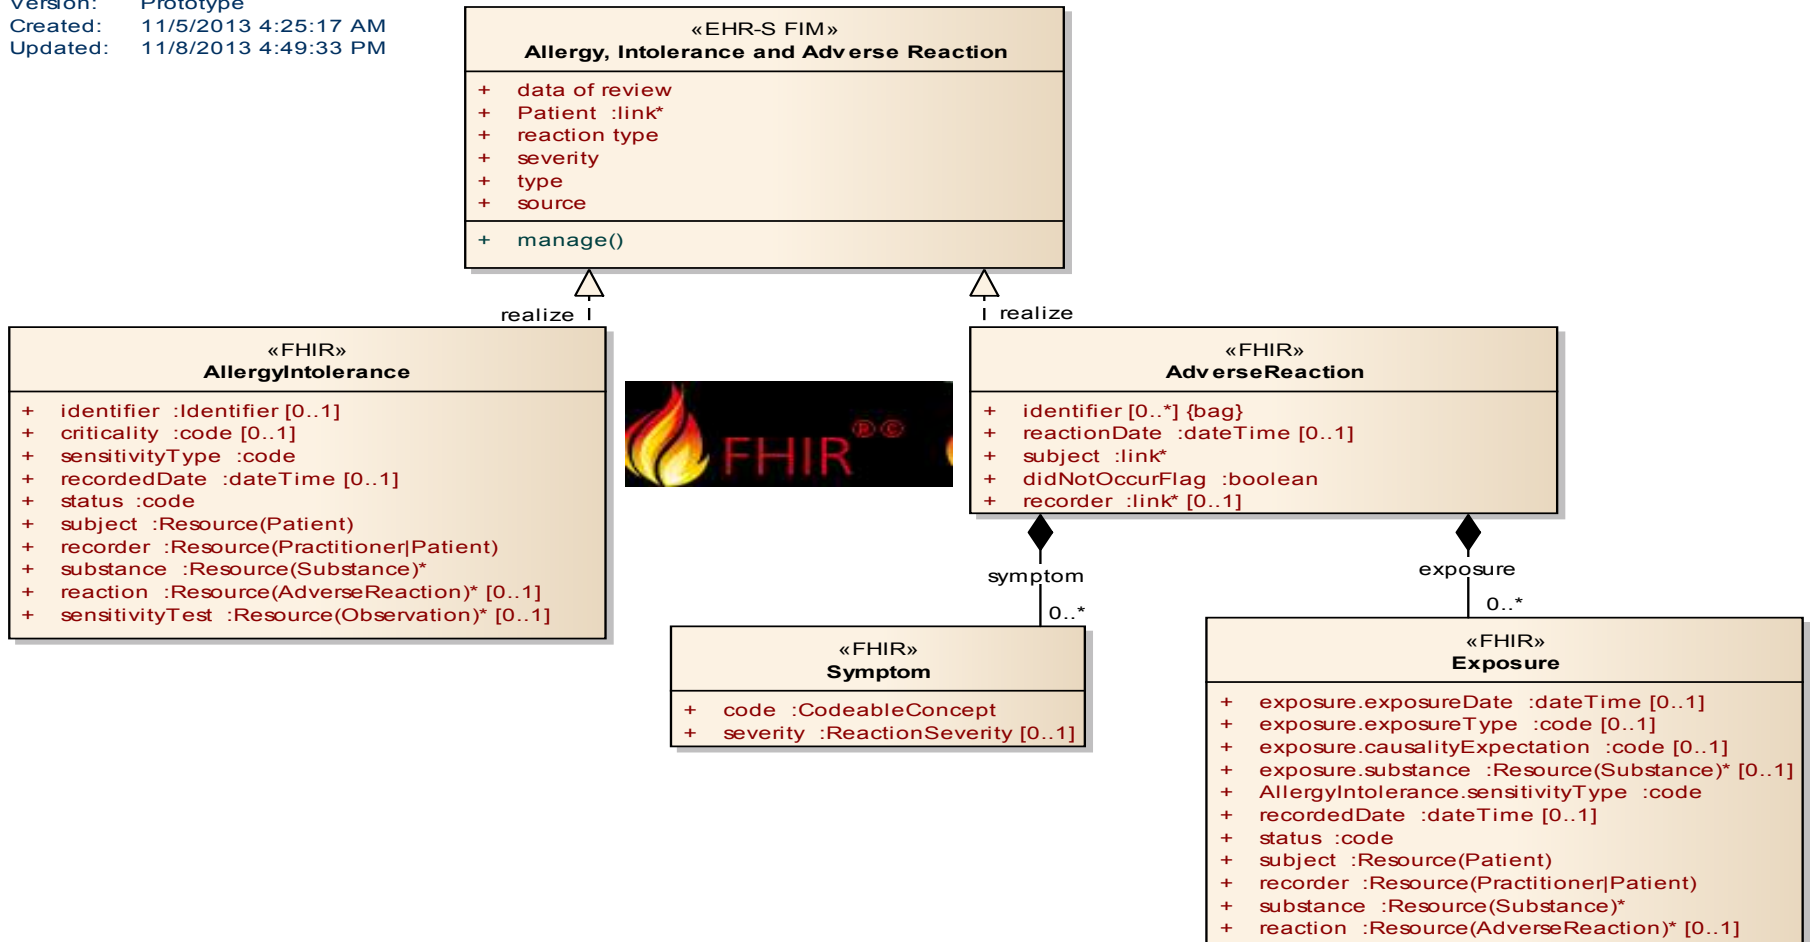 Version: Prototype
Created: 11/5/2013 4:25:17 AM
Updated: 11/8/2013 4:49:33 PM
«EHR-S FIM»
Allergy, Intolerance and Adverse Reaction
+ data of review
+ Patient :link*
+ reaction type
+ severity
+ type
+ source
+ manage()
realize
realize
«FHIR»
AllergyIntolerance
+ identifier :Identifier [0..1]
+ criticality :code [0..1]
+ sensitivityType :code
+ recordedDate :dateTime [0..1]
+ status :code
+ subject :Resource(Patient)
+ recorder :Resource(Practitioner|Patient)
+ substance :Resource(Substance)*
+ reaction :Resource(AdverseReaction)* [0..1]
+ sensitivityTest :Resource(Observation)* [0..1]
FHIR ® ©
«FHIR»
AdverseReaction
+ identifier [0..*] {bag}
+ reactionDate :dateTime [0..1]
+ subject :link*
+ didNotOccurFlag :boolean
+ recorder :link* [0..1]
symptom
0..*
exposure
0..*
«FHIR»
Symptom
+ code :CodeableConcept
+ severity :ReactionSeverity [0..1]
«FHIR»
Exposure
+ exposure.exposureDate :dateTime [0..1]
+ exposure.exposureType :code [0..1]
+ exposure.causalityExpectation :code [0..1]
+ exposure.substance :Resource(Substance)* [0..1]
+ AllergyIntolerance.sensitivityType :code
+ recordedDate :dateTime [0..1]
+ status :code
+ subject :Resource(Patient)
+ recorder :Resource(Practitioner|Patient)
+ substance :Resource(Substance)*
+ reaction :Resource(AdverseReaction)* [0..1]